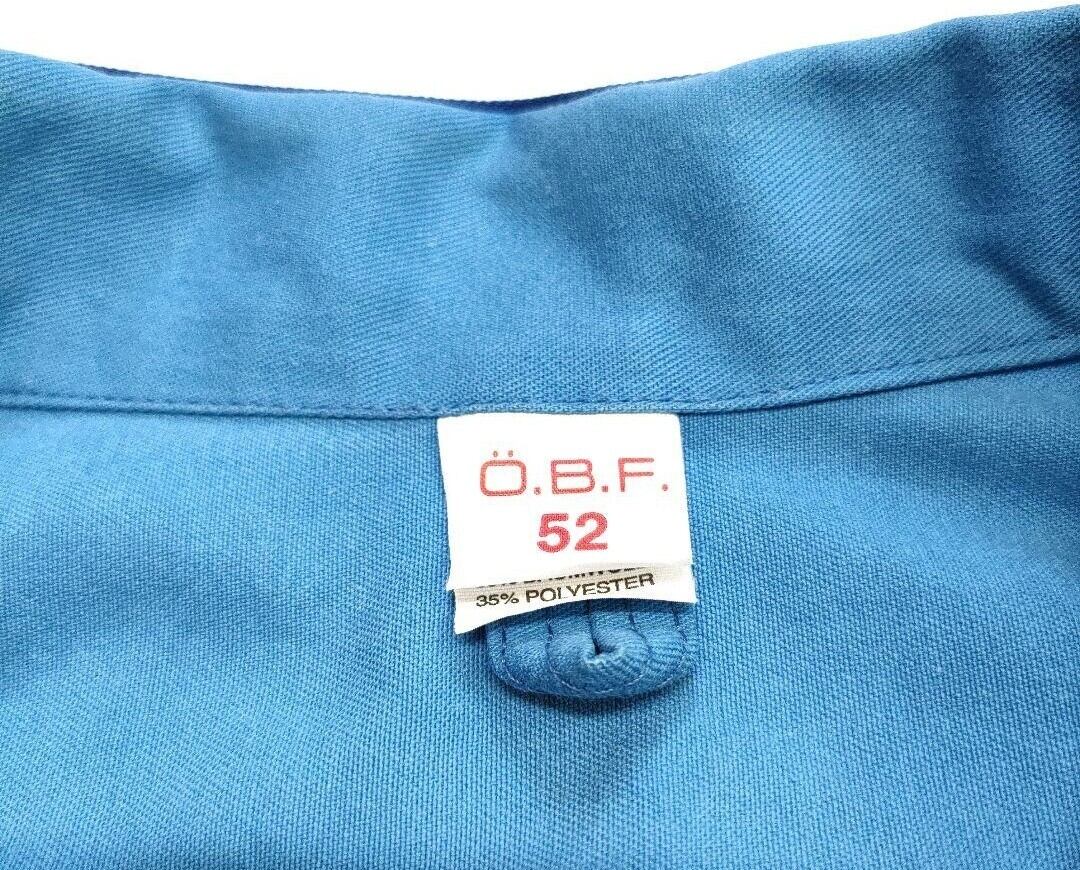 Ö.B.F.
52
35% POLYESTER